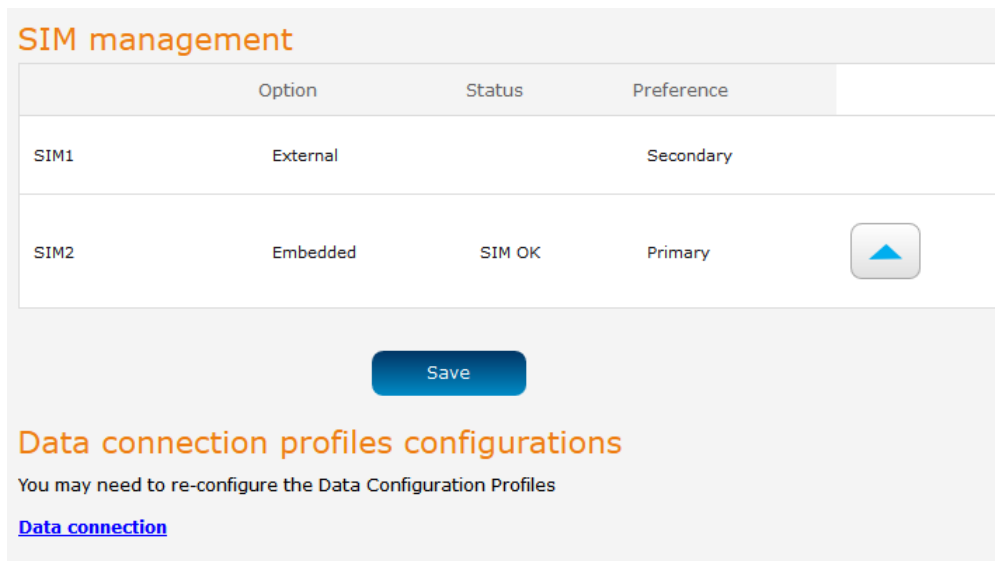 SIM management
Option Status Preference
SIM1 External Secondary
SIM2 Embedded SIM OK Primary
Save
Data connection profiles configurations
You may need to re-configure the Data Configuration Profiles
Data connection